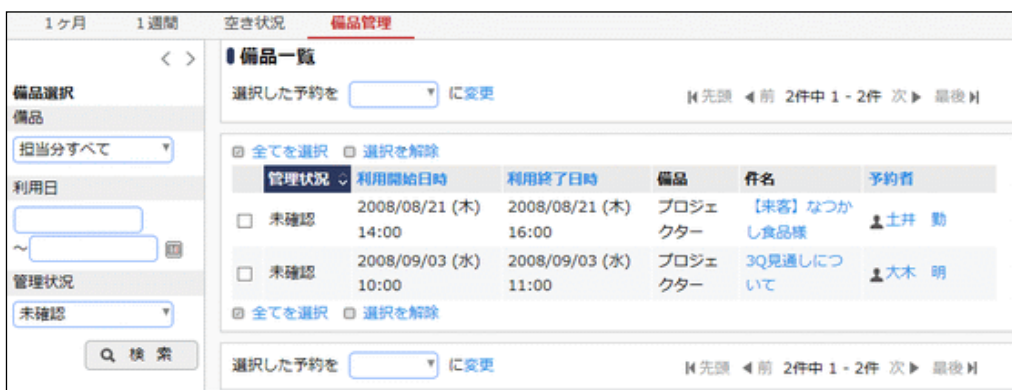 1ヶ月 1週間 空き状況 備品管理
< >
備品選択
備品
担当分すべて
利用日
～
管理状況
未確認
検 索
備品一覧
選択した予約を に変更
先頭 前 2件中 1 - 2件 次 最後
全てを選択 選択を解除
管理状況 利用開始日時 利用終了日時 備品 件名 予約者
未確認 2008/08/21 (木) 2008/08/21 (木) プロジェ 【来客】なつか 土井 勤
14:00 16:00 クター し食品様
未確認 2008/09/03 (水) 2008/09/03 (水) プロジェ 3Q見通しにつ 大木 明
10:00 11:00 クター いて
全てを選択 選択を解除
選択した予約を に変更
先頭 前 2件中 1 - 2件 次 最後